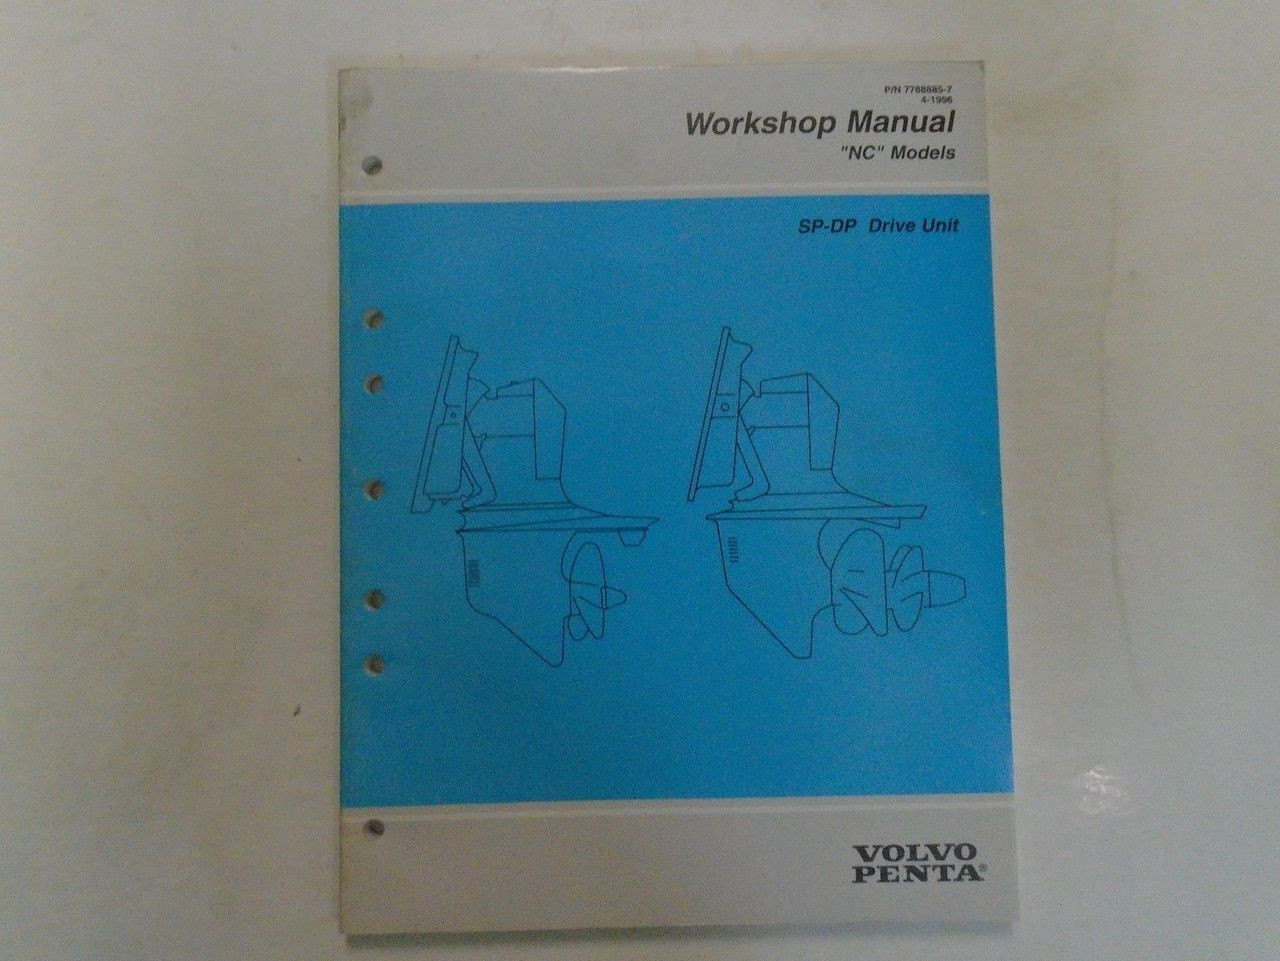 P/N 7788885-7
4-1996
Workshop Manual
"NC" Models
SP-DP Drive Unit
VOLVO
PENTA®